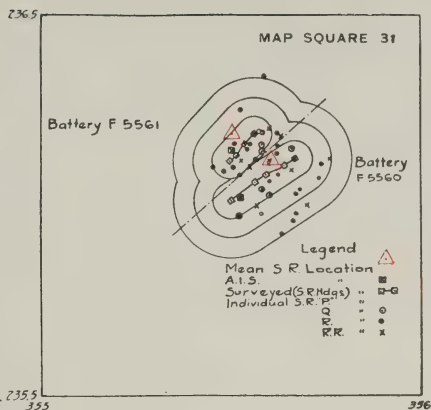 236.5
MAP SQUARE 31
Battery F 5561
Battery
F 5560
Legend
Mean S.R. Location
A.I.S. "
Surveyed (S.R. Hdqs) "
Individual S.R. "P" "
Q "
R. "
R.R. "
235.5
355
356